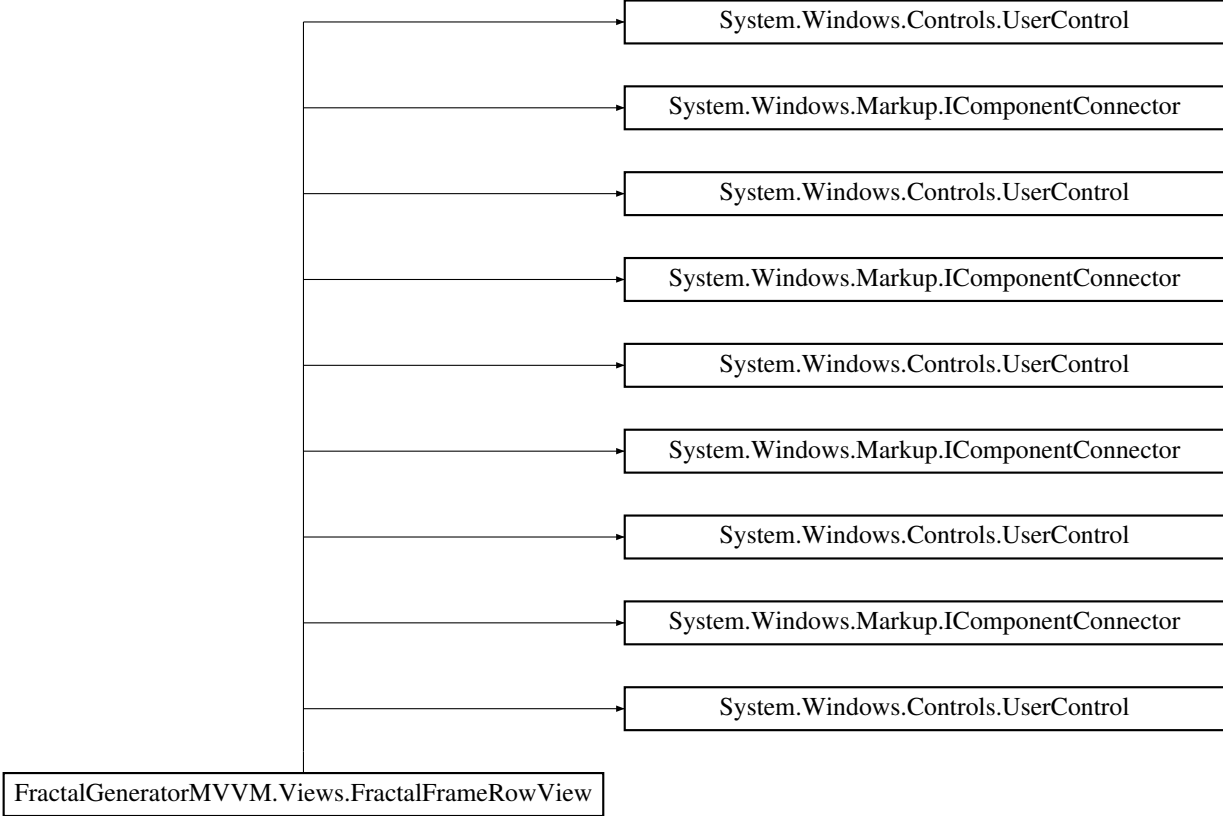 System.Windows.Controls.UserControl
System.Windows.Markup.IComponentConnector
System.Windows.Controls.UserControl
System.Windows.Markup.IComponentConnector
System.Windows.Controls.UserControl
System.Windows.Markup.IComponentConnector
System.Windows.Controls.UserControl
System.Windows.Markup.IComponentConnector
System.Windows.Controls.UserControl
FractalGeneratorMVVM.Views.FractalFrameRowView